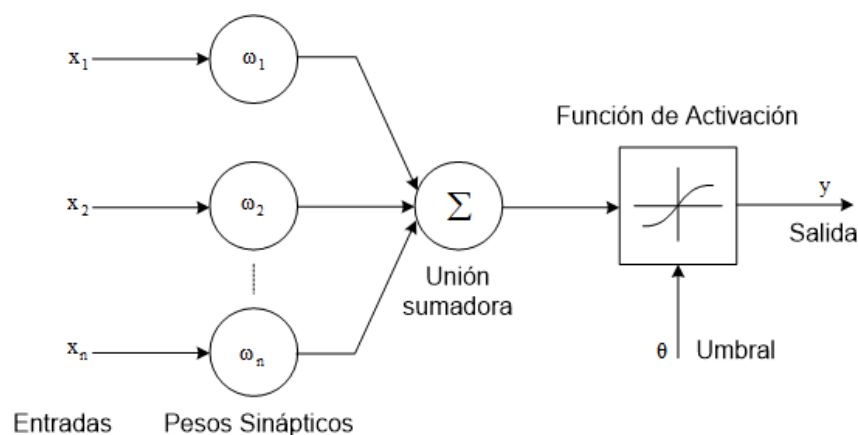 x₁
ω₁
Función de Activación
x₂
ω₂
Σ
y
Salida
Unión
sumadora
xₙ
ωₙ
θ
Umbral
Entradas
Pesos Sinápticos